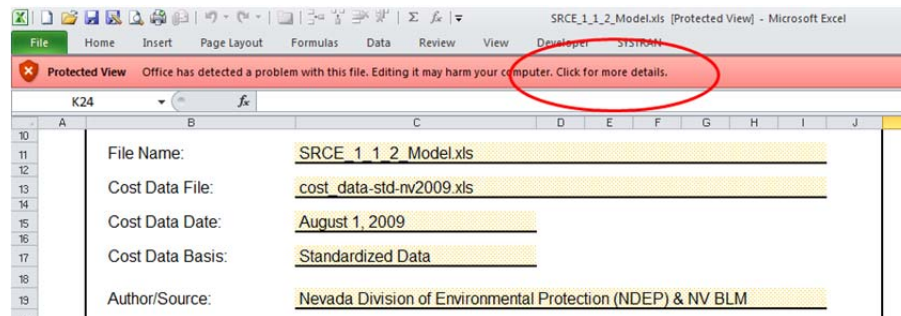 SRCE_1_1_2_Model.xls [Protected View] - Microsoft Excel
File Home Insert Page Layout Formulas Data Review View Developer SYSTRAN
Protected View Office has detected a problem with this file. Editing it may harm your computer. Click for more details.
K24 fx
A B C D E F G H I J
10
11 File Name: SRCE_1_1_2_Model.xls
12
13 Cost Data File: cost_data-std-nv2009.xls
14
15 Cost Data Date: August 1, 2009
16
17 Cost Data Basis: Standardized Data
18
19 Author/Source: Nevada Division of Environmental Protection (NDEP) & NV BLM